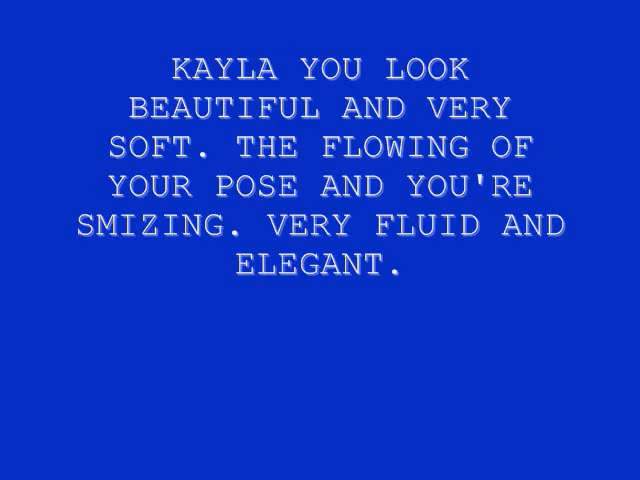 KAYLA YOU LOOK
BEAUTIFUL AND VERY
SOFT. THE FLOWING OF
YOUR POSE AND YOU'RE
SMIZING. VERY FLUID AND
ELEGANT.